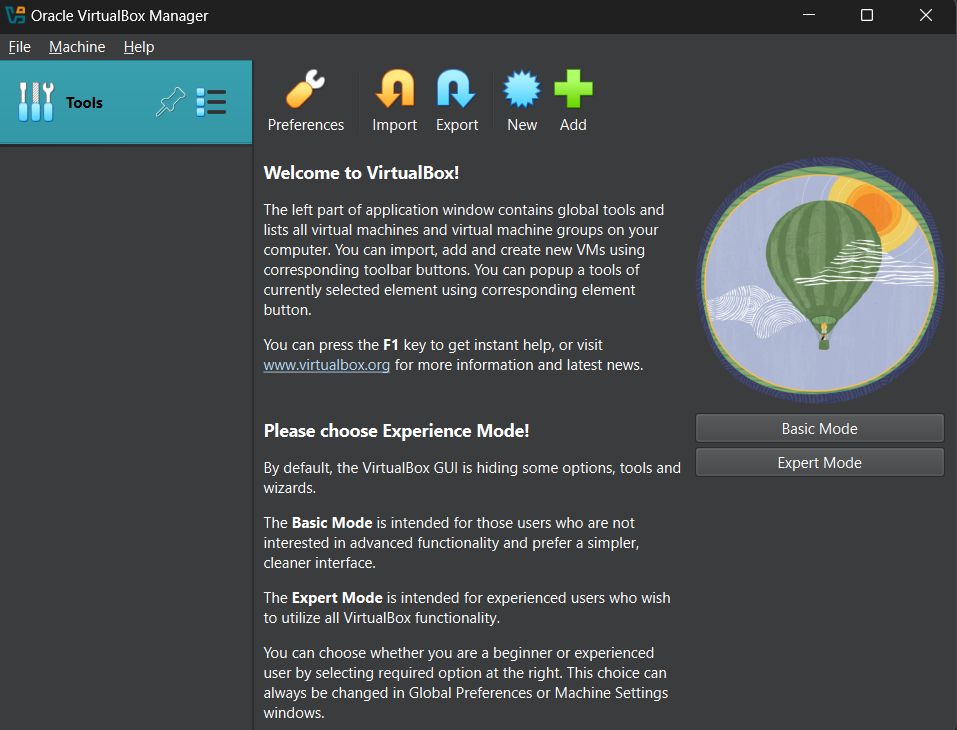 Oracle VirtualBox Manager
File Machine Help
Tools
Preferences Import Export New Add
Welcome to VirtualBox!
The left part of application window contains global tools and
lists all virtual machines and virtual machine groups on your
computer. You can import, add and create new VMs using
corresponding toolbar buttons. You can popup a tools of
currently selected element using corresponding element
button.
You can press the F1 key to get instant help, or visit
www.virtualbox.org for more information and latest news.
Please choose Experience Mode!
By default, the VirtualBox GUI is hiding some options, tools and
wizards.
The Basic Mode is intended for those users who are not
interested in advanced functionality and prefer a simpler,
cleaner interface.
The Expert Mode is intended for experienced users who wish
to utilize all VirtualBox functionality.
You can choose whether you are a beginner or experienced
user by selecting required option at the right. This choice can
always be changed in Global Preferences or Machine Settings
windows.
Basic Mode
Expert Mode